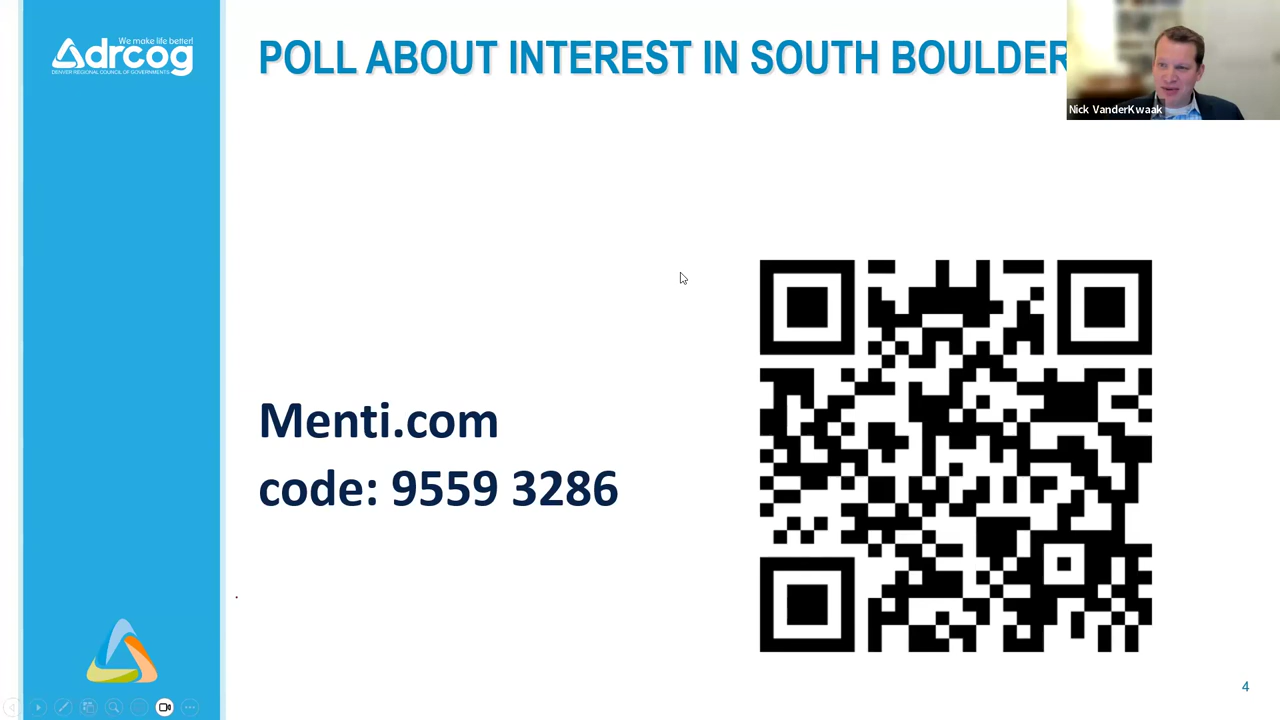 We make life better!
drcog
DENVER REGIONAL COUNCIL OF GOVERNMENTS
POLL ABOUT INTEREST IN SOUTH BOULDER
Nick VanderKwaak
Menti.com
code: 9559 3286
4